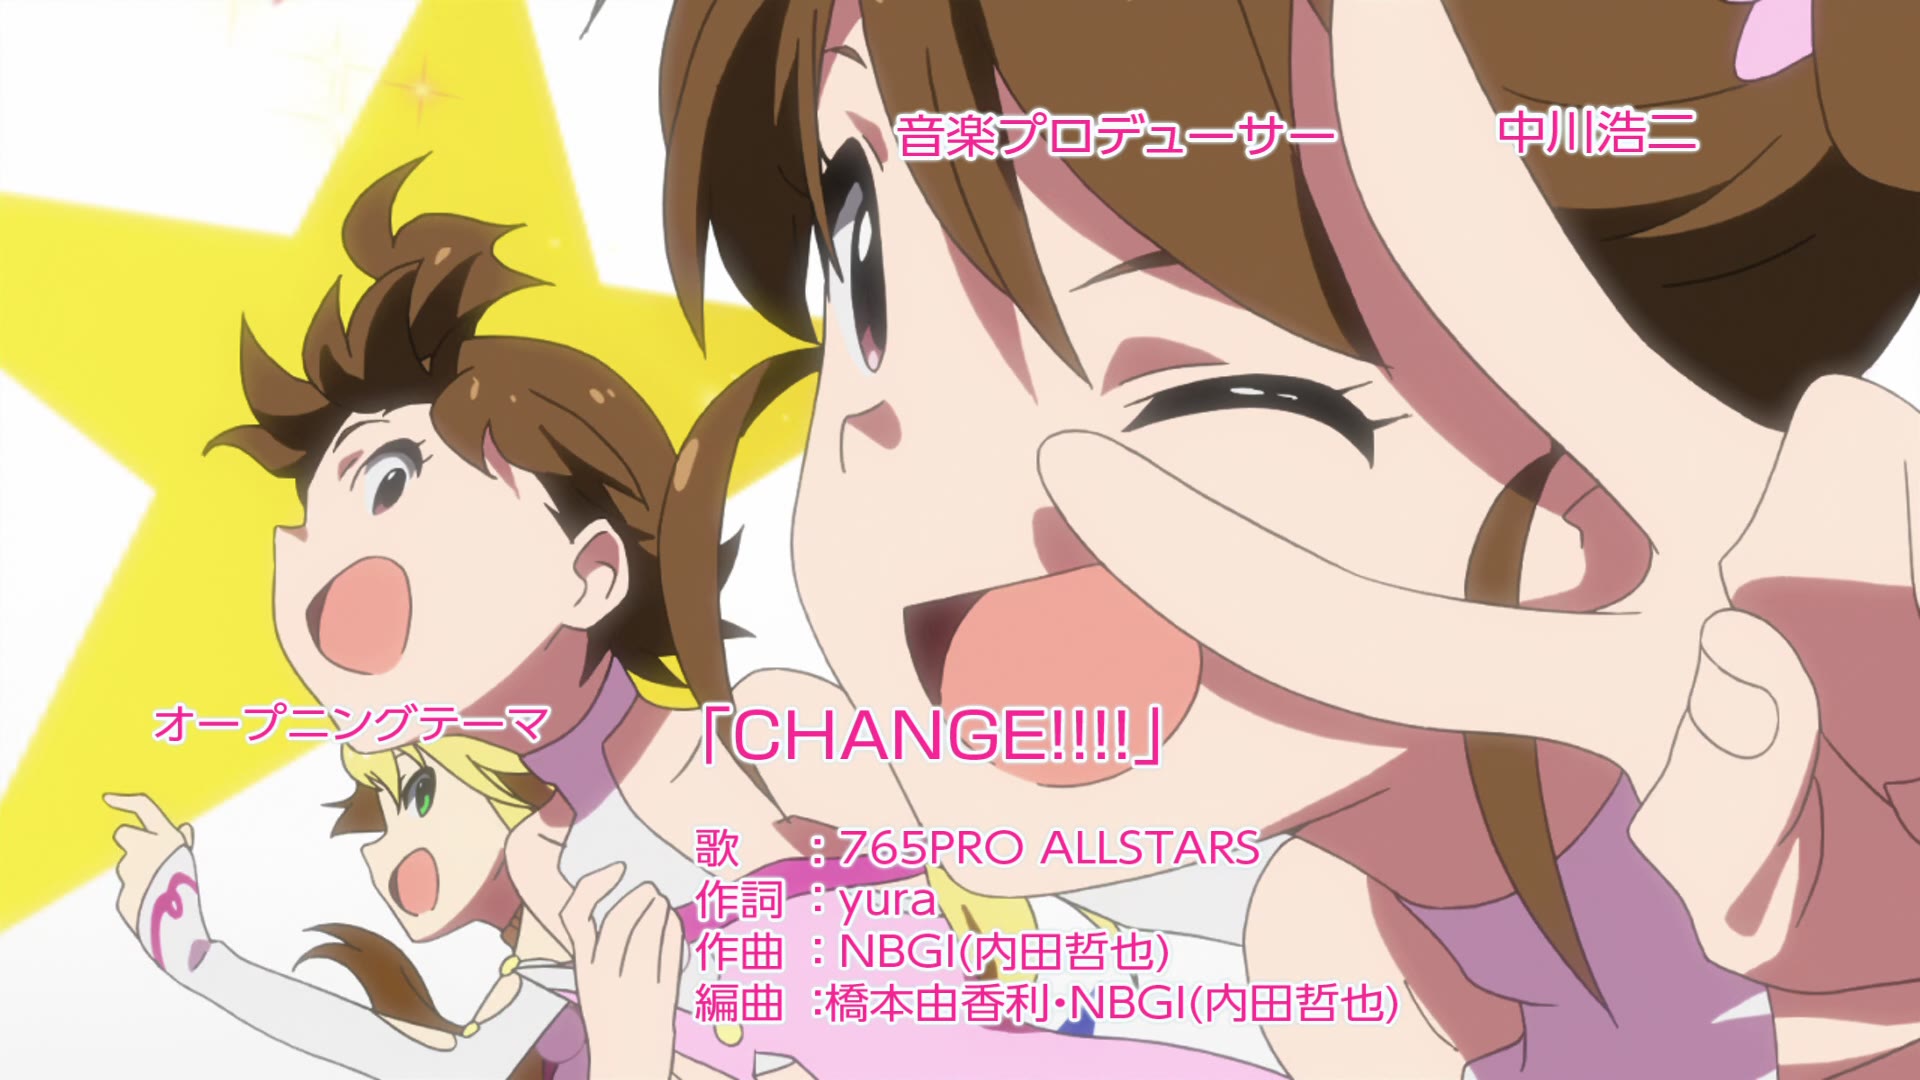 音楽プロデューサー 中川浩二
オープニングテーマ 「CHANGE!!!!」
歌 : 765PRO ALLSTARS
作詞 : yura
作曲 : NBGI(内田哲也)
編曲 :橋本由香利・NBGI(内田哲也)